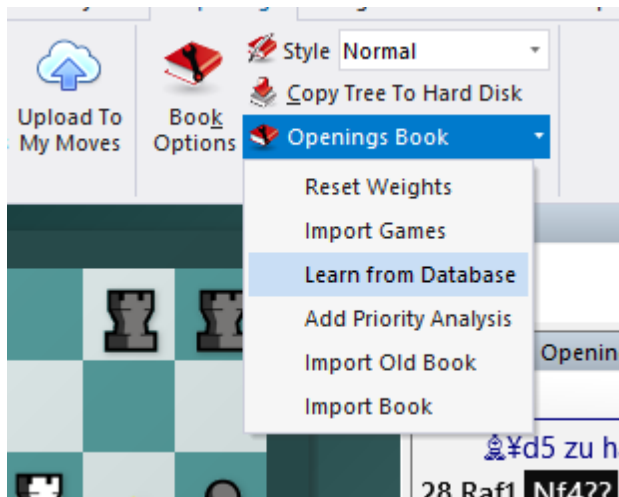 Upload To
My Moves
Book
Options
Style Normal
Copy Tree To Hard Disk
Openings Book
Reset Weights
Import Games
Learn from Database
Add Priority Analysis
Import Old Book
Import Book
Openin
d5 zu h
28 Raf1 Nf4??